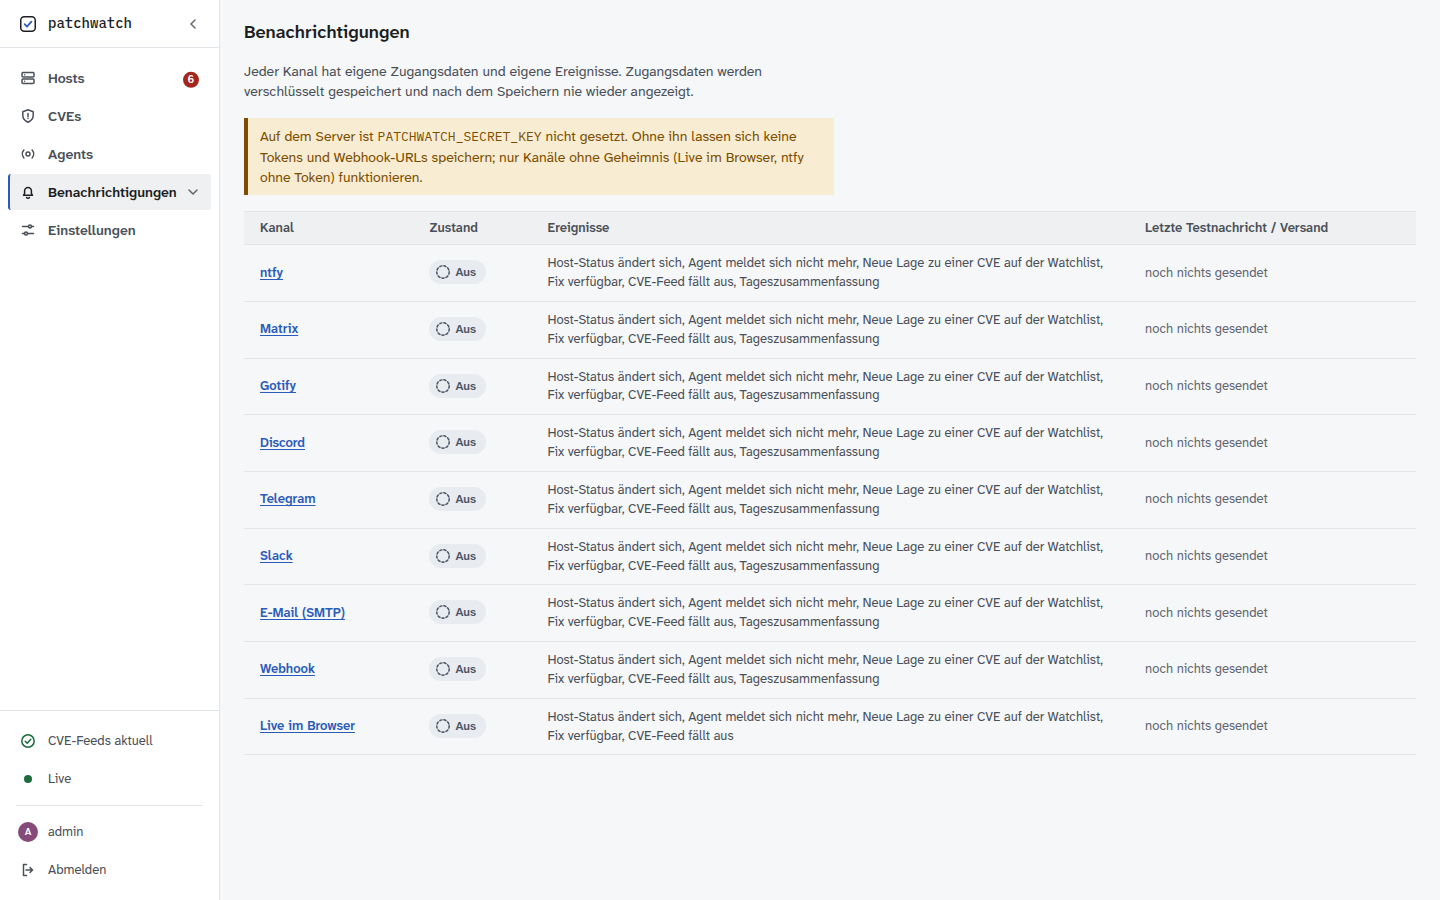 patchwatch
Hosts 6
CVEs
Agents
Benachrichtigungen
Einstellungen
CVE-Feeds aktuell
Live
A admin
Abmelden
Benachrichtigungen
Jeder Kanal hat eigene Zugangsdaten und eigene Ereignisse. Zugangsdaten werden
verschlüsselt gespeichert und nach dem Speichern nie wieder angezeigt.
Auf dem Server ist PATCHWATCH_SECRET_KEY nicht gesetzt. Ohne ihn lassen sich keine
Tokens und Webhook-URLs speichern; nur Kanäle ohne Geheimnis (Live im Browser, ntfy
ohne Token) funktionieren.
Kanal Zustand Ereignisse Letzte Testnachricht / Versand
ntfy Aus Host-Status ändert sich, Agent meldet sich nicht mehr, Neue Lage zu einer CVE auf der Watchlist, noch nichts gesendet
Fix verfügbar, CVE-Feed fällt aus, Tageszusammenfassung
Matrix Aus Host-Status ändert sich, Agent meldet sich nicht mehr, Neue Lage zu einer CVE auf der Watchlist, noch nichts gesendet
Fix verfügbar, CVE-Feed fällt aus, Tageszusammenfassung
Gotify Aus Host-Status ändert sich, Agent meldet sich nicht mehr, Neue Lage zu einer CVE auf der Watchlist, noch nichts gesendet
Fix verfügbar, CVE-Feed fällt aus, Tageszusammenfassung
Discord Aus Host-Status ändert sich, Agent meldet sich nicht mehr, Neue Lage zu einer CVE auf der Watchlist, noch nichts gesendet
Fix verfügbar, CVE-Feed fällt aus, Tageszusammenfassung
Telegram Aus Host-Status ändert sich, Agent meldet sich nicht mehr, Neue Lage zu einer CVE auf der Watchlist, noch nichts gesendet
Fix verfügbar, CVE-Feed fällt aus, Tageszusammenfassung
Slack Aus Host-Status ändert sich, Agent meldet sich nicht mehr, Neue Lage zu einer CVE auf der Watchlist, noch nichts gesendet
Fix verfügbar, CVE-Feed fällt aus, Tageszusammenfassung
E-Mail (SMTP) Aus Host-Status ändert sich, Agent meldet sich nicht mehr, Neue Lage zu einer CVE auf der Watchlist, noch nichts gesendet
Fix verfügbar, CVE-Feed fällt aus, Tageszusammenfassung
Webhook Aus Host-Status ändert sich, Agent meldet sich nicht mehr, Neue Lage zu einer CVE auf der Watchlist, noch nichts gesendet
Fix verfügbar, CVE-Feed fällt aus, Tageszusammenfassung
Live im Browser Aus Host-Status ändert sich, Agent meldet sich nicht mehr, Neue Lage zu einer CVE auf der Watchlist, noch nichts gesendet
Fix verfügbar, CVE-Feed fällt aus